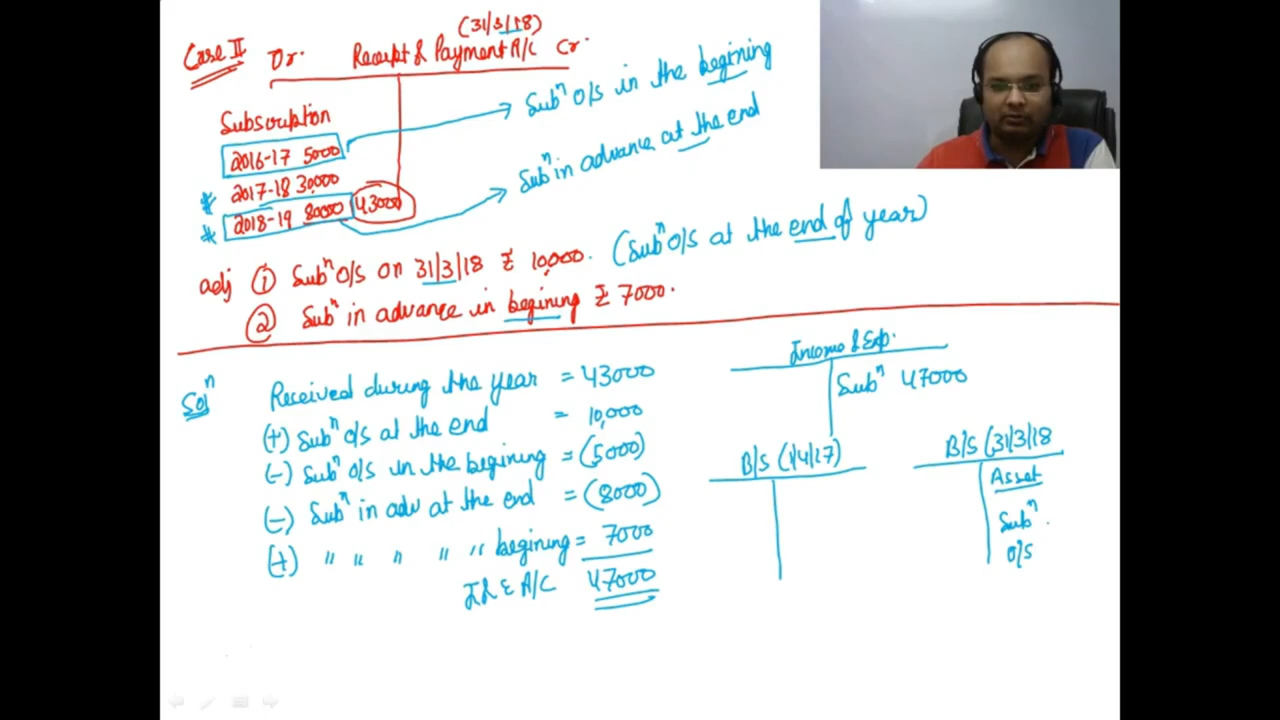 (31/3/18)
Case II Dr. Receipt & Payment A/C Cr.
Subscription
2016-17 5000
* 2017-18 30,000
* 2018-19 8000 43000
Subⁿ O/S in the begining
Subⁿ in advance at the end
adj ① Subⁿ O/S on 31/3/18 ₹ 10,000. (Subⁿ O/S at the end of year)
② Subⁿ in advance in begining ₹ 7000.
Solⁿ Received during the year = 43000
(+) Subⁿ O/S at the end = 10,000
(-) Subⁿ O/S in the begining = (5000)
(-) Subⁿ in adv at the end = (8000)
(+) " " " " " begining = 7000
I & E A/C 47000
Income & Exp.
Subⁿ 47000
B/S (1/4/17)
B/S (31/3/18
Asset
Subⁿ.
O/S